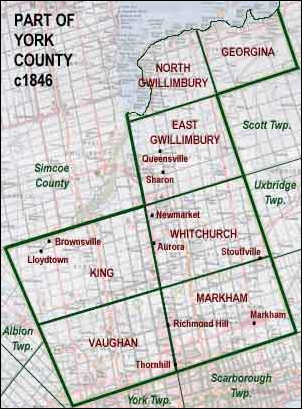 PART OF
YORK
COUNTY
c1846
GEORGINA
NORTH
GWILLIMBURY
EAST
GWILLIMBURY
Scott Twp.
Queensville
Simcoe
County
Sharon
Uxbridge
Twp.
Newmarket
WHITCHURCH
Brownsville
Aurora
Lloydtown
Stouffville
KING
MARKHAM
Albion
Twp.
Richmond Hill
Markham
VAUGHAN
Thornhill
Scarborough
Twp.
York Twp.